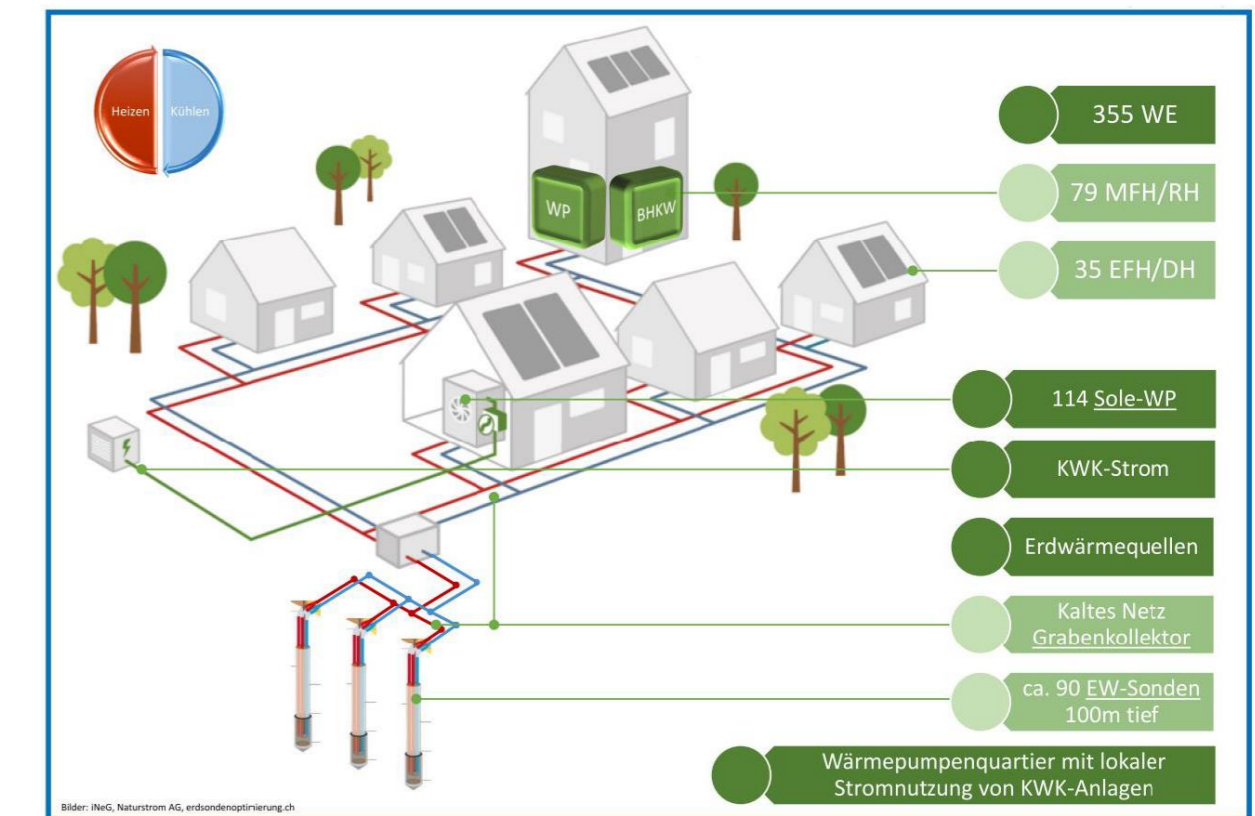 Heizen
Kühlen
WP
BHKW
355 WE
79 MFH/RH
35 EFH/DH
114 Sole-WP
KWK-Strom
Erdwärmequellen
Kaltes Netz
Grabenkollektor
ca. 90 EW-Sonden
100m tief
Wärmepumpenquartier mit lokaler
Stromnutzung von KWK-Anlagen
Bilder: iNeG, Naturstrom AG, erdsondenoptimierung.ch